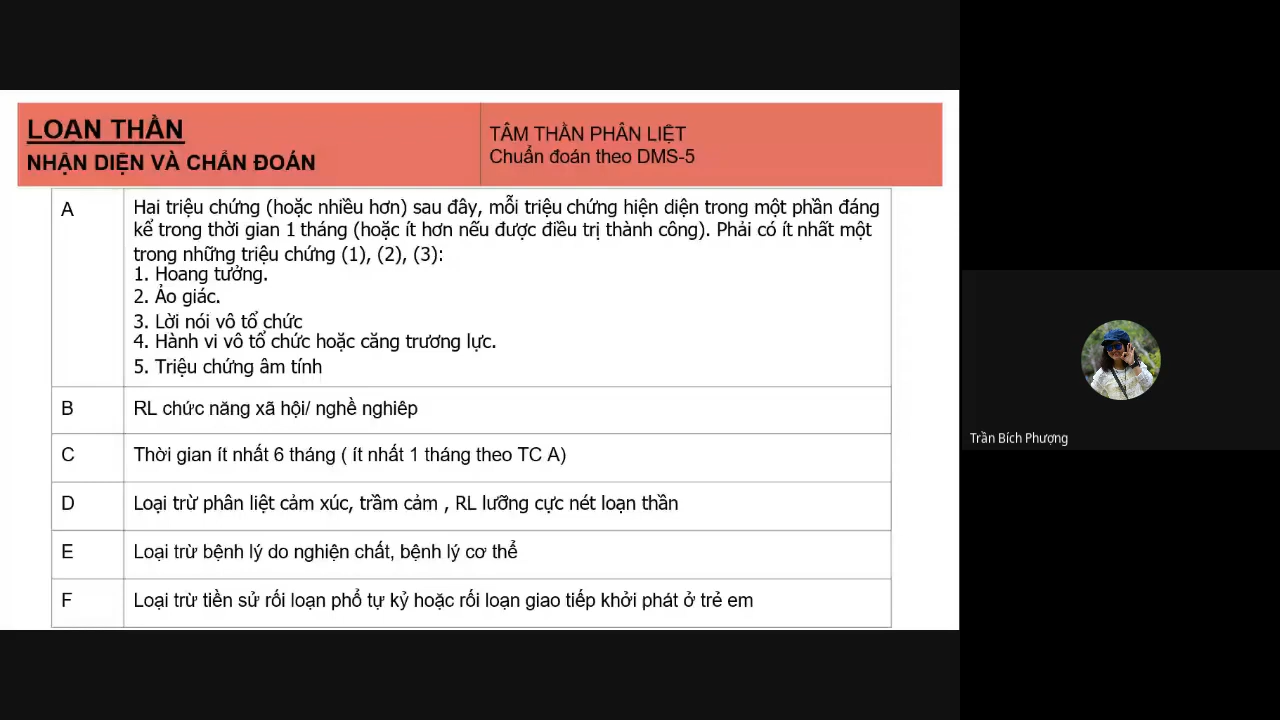 LOẠN THẦN
NHẬN DIỆN VÀ CHẨN ĐOÁN
TÂM THẦN PHÂN LIỆT
Chuẩn đoán theo DMS-5
A
Hai triệu chứng (hoặc nhiều hơn) sau đây, mỗi triệu chứng hiện diện trong một phần đáng
kể trong thời gian 1 tháng (hoặc ít hơn nếu được điều trị thành công). Phải có ít nhất một
trong những triệu chứng (1), (2), (3):
1. Hoang tưởng.
2. Ảo giác.
3. Lời nói vô tổ chức
4. Hành vi vô tổ chức hoặc căng trương lực.
5. Triệu chứng âm tính
B
RL chức năng xã hội/ nghề nghiêp
C
Thời gian ít nhất 6 tháng ( ít nhất 1 tháng theo TC A)
D
Loại trừ phân liệt cảm xúc, trầm cảm , RL lưỡng cực nét loạn thần
E
Loại trừ bệnh lý do nghiện chất, bệnh lý cơ thể
F
Loại trừ tiền sử rối loạn phổ tự kỷ hoặc rối loạn giao tiếp khởi phát ở trẻ em
Trần Bích Phượng